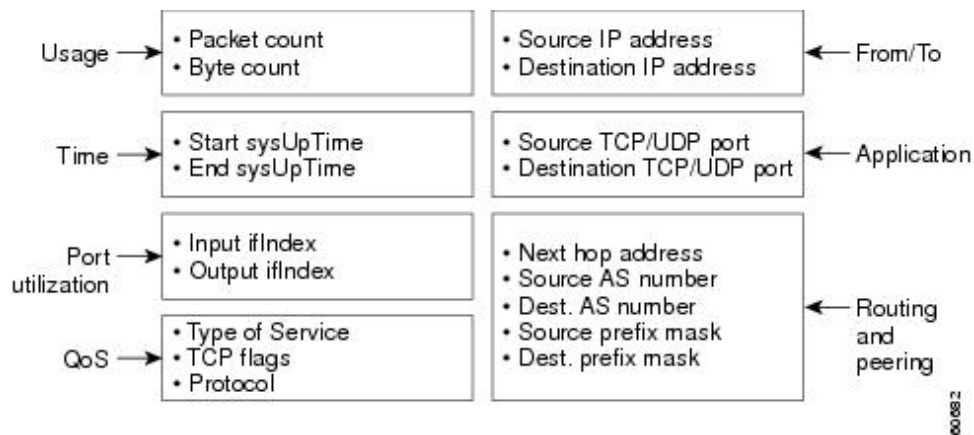 Usage
• Packet count
• Byte count
• Source IP address
• Destination IP address
From/To
Time
• Start sysUpTime
• End sysUpTime
• Source TCP/UDP port
• Destination TCP/UDP port
Application
Port
utilization
• Input ifIndex
• Output ifIndex
QoS
• Type of Service
• TCP flags
• Protocol
• Next hop address
• Source AS number
• Dest. AS number
• Source prefix mask
• Dest. prefix mask
Routing
and
peering
60682